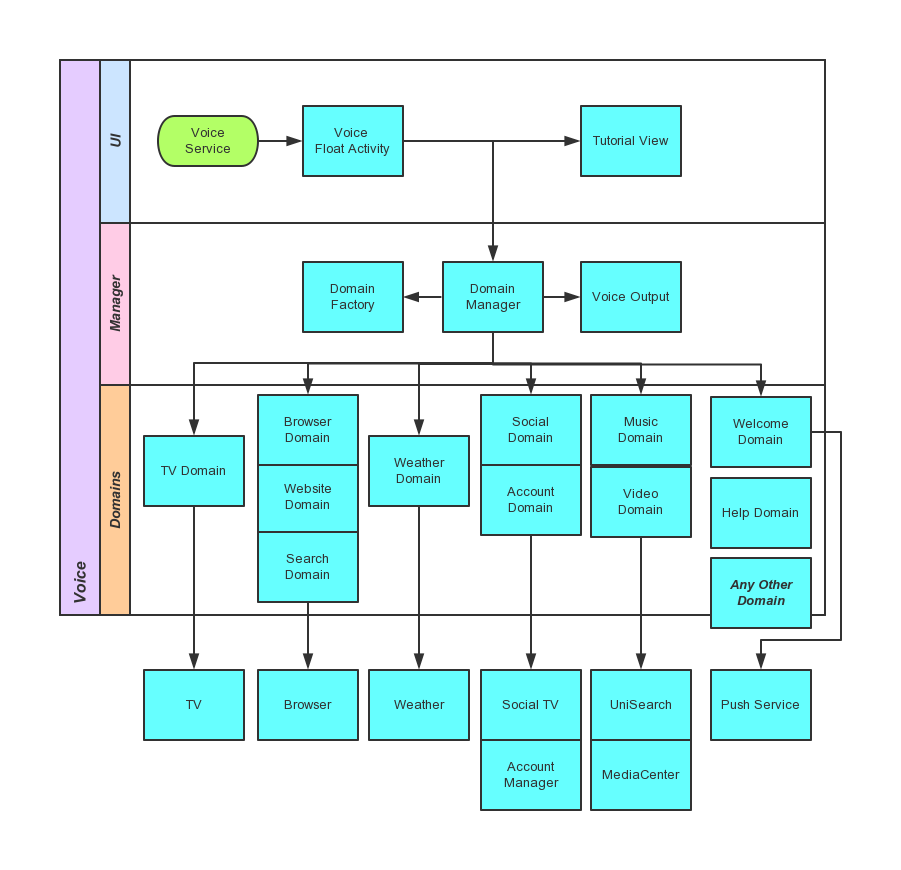 Voice
UI
Voice
Service
Voice
Float Activity
Tutorial View
Manager
Domain
Factory
Domain
Manager
Voice Output
Domains
TV Domain
Browser
Domain
Website
Domain
Search
Domain
Weather
Domain
Social
Domain
Account
Domain
Music
Domain
Video
Domain
Welcome
Domain
Help Domain
Any Other
Domain
TV
Browser
Weather
Social TV
Account
Manager
UniSearch
MediaCenter
Push Service